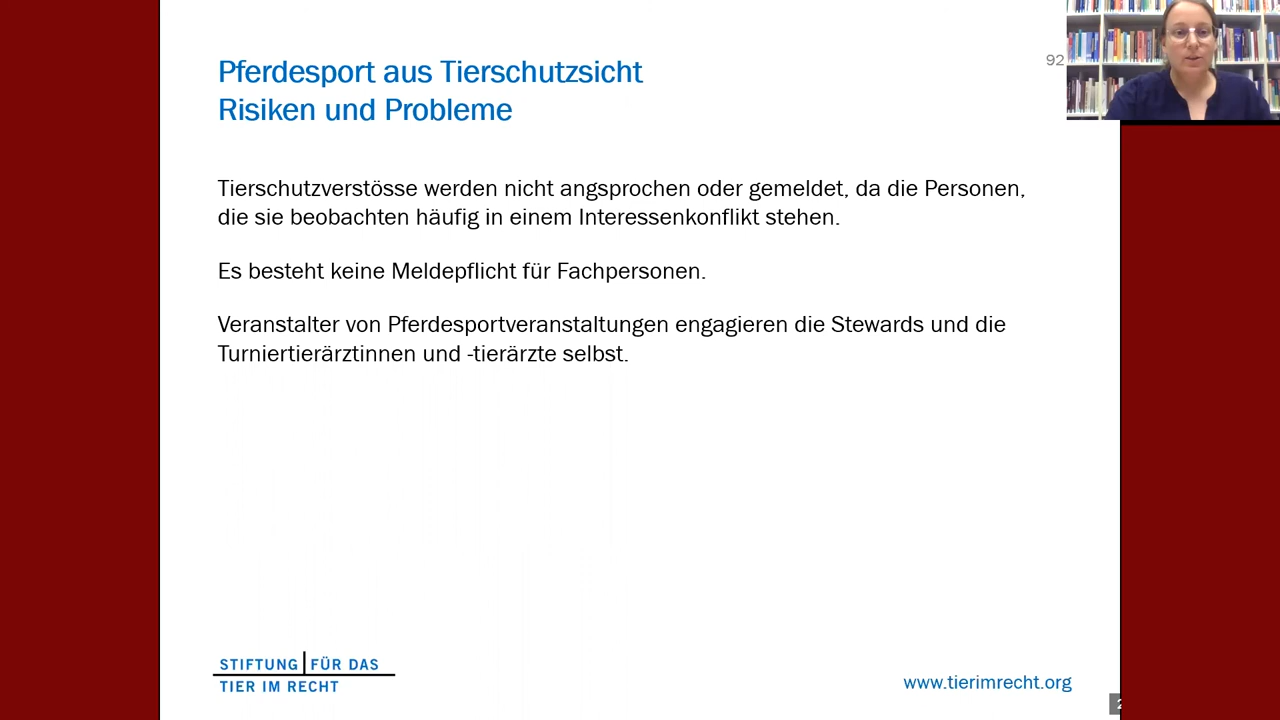 Pferdesport aus Tierschutzsicht
Risiken und Probleme
92
Tierschutzverstösse werden nicht angsprochen oder gemeldet, da die Personen,
die sie beobachten häufig in einem Interessenkonflikt stehen.
Es besteht keine Meldepflicht für Fachpersonen.
Veranstalter von Pferdesportveranstaltungen engagieren die Stewards und die
Turniertierärztinnen und -tierärzte selbst.
STIFTUNG FÜR DAS
TIER IM RECHT
www.tierimrecht.org